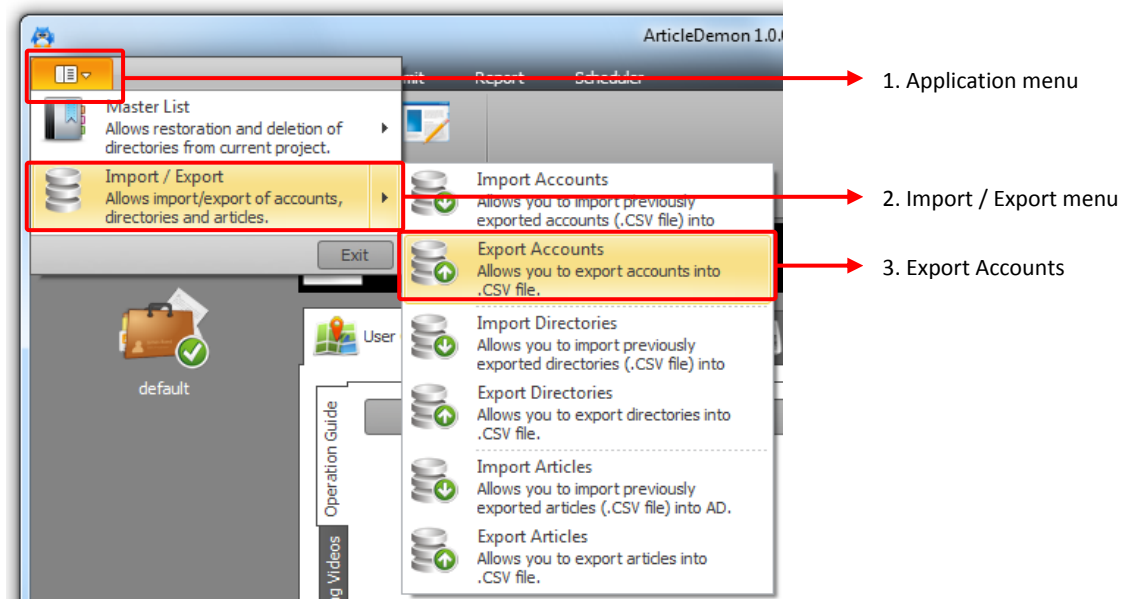 ArticleDemon 1.0.
mit Report Scheduler
1. Application menu
Master List
Allows restoration and deletion of
directories from current project.
Import / Export
Allows import/export of accounts,
directories and articles.
2. Import / Export menu
Exit
Import Accounts
Allows you to import previously
exported accounts (.CSV file) into
Export Accounts
Allows you to export accounts into
.CSV file.
3. Export Accounts
Import Directories
Allows you to import previously
exported directories (.CSV file) into
Export Directories
Allows you to export directories into
.CSV file.
Import Articles
Allows you to import previously
exported articles (.CSV file) into AD.
Export Articles
Allows you to export articles into
.CSV file.
default
User
Operation Guide
ng Videos